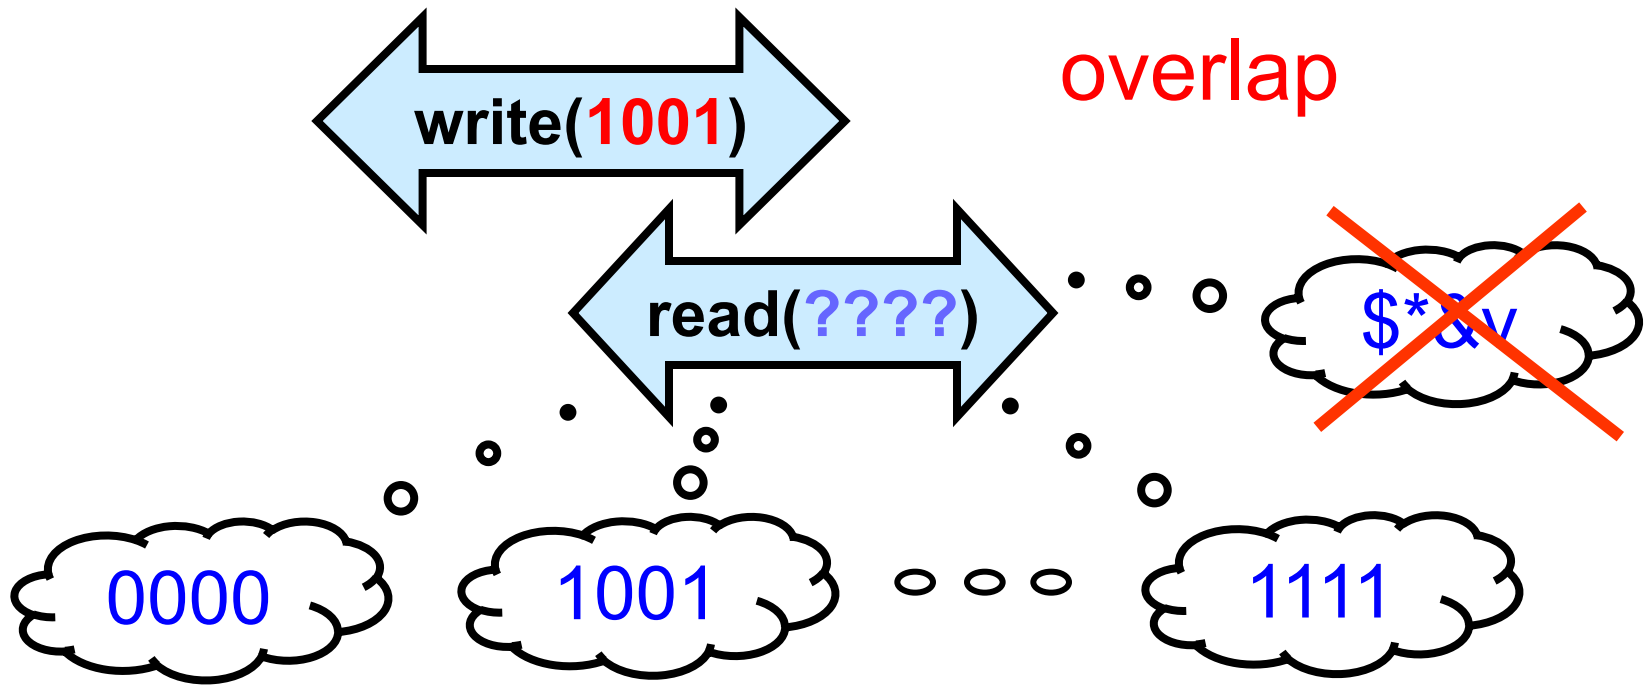 overlap
write(1001)
read(????)
$*&v
0000
1001
1111